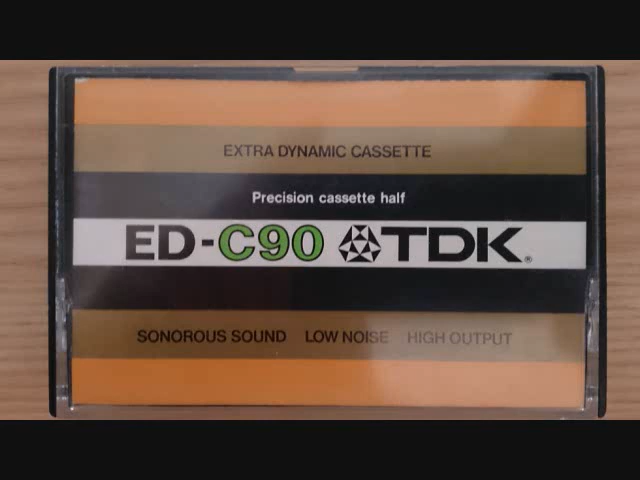 EXTRA DYNAMIC CASSETTE
Precision cassette half
ED-C90 TDK®
SONOROUS SOUND LOW NOISE HIGH OUTPUT